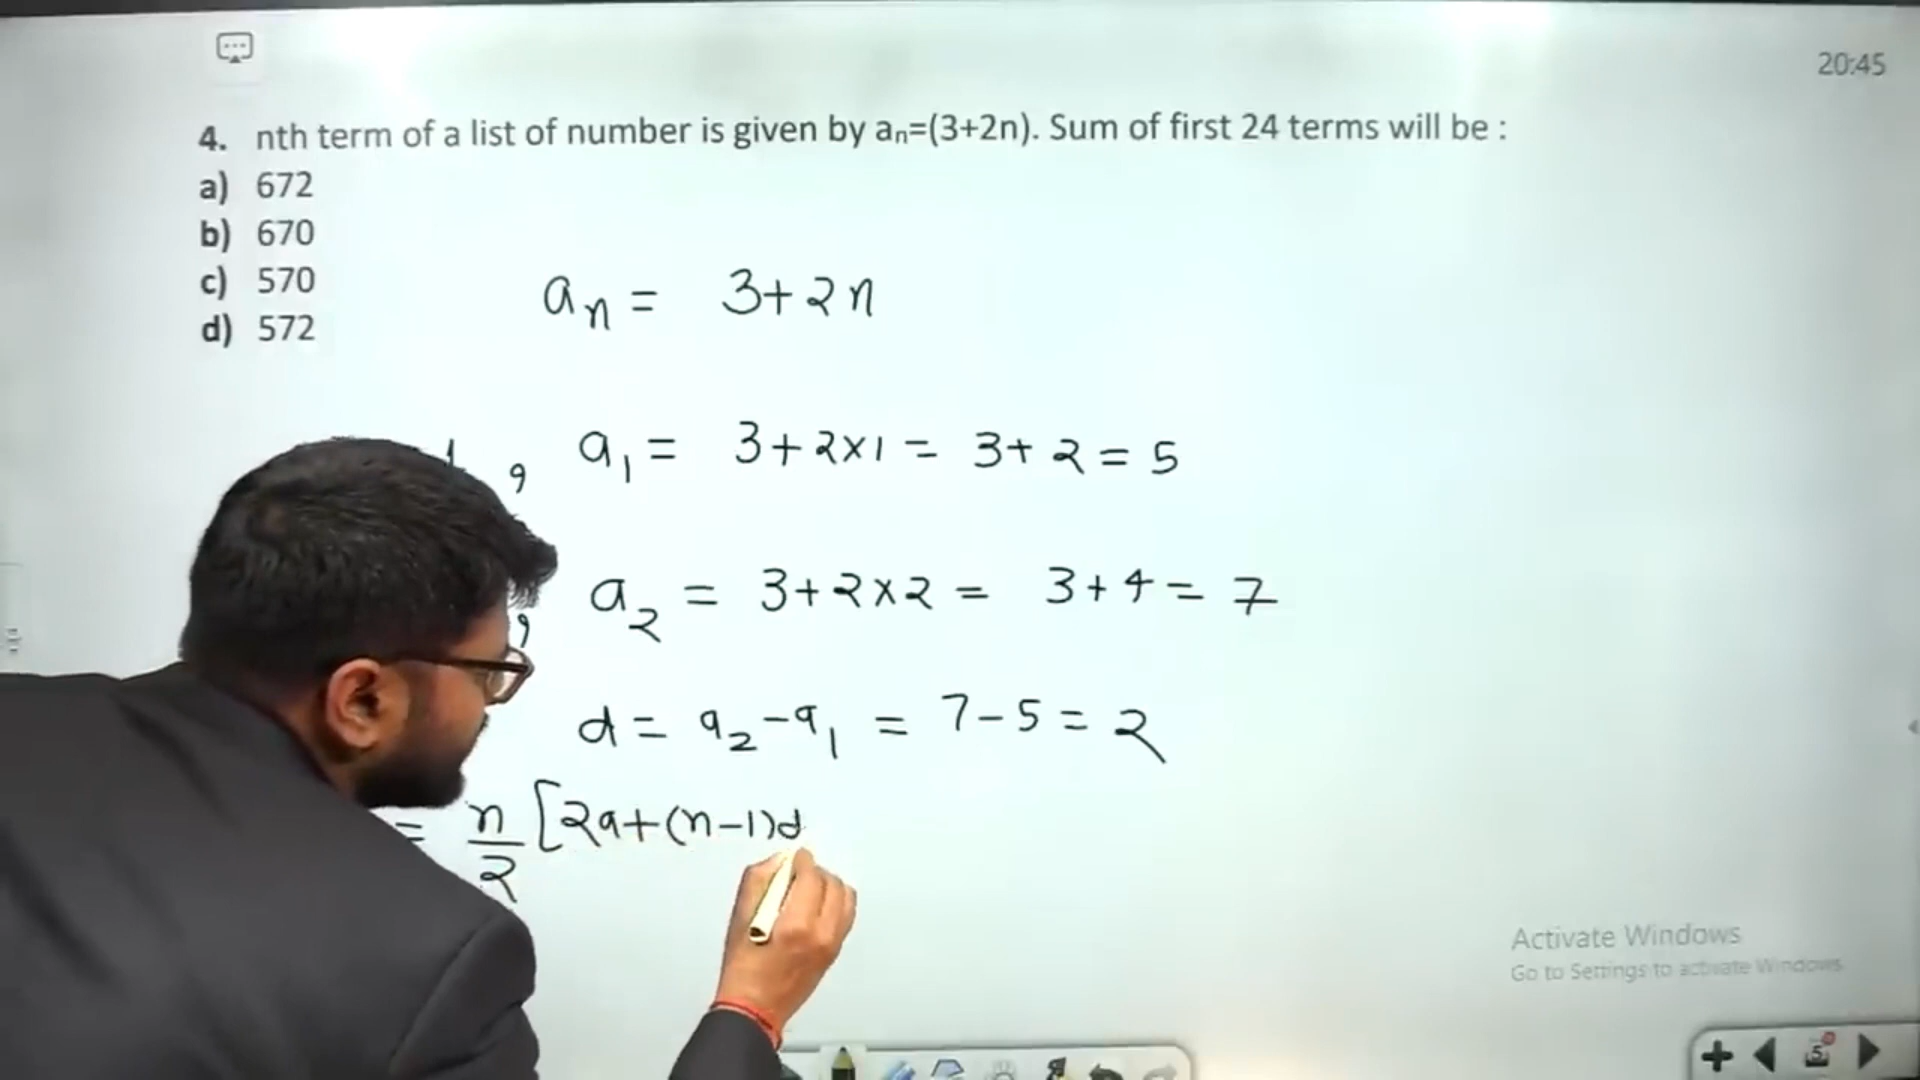 20:45
4. nth term of a list of number is given by aₙ=(3+2n). Sum of first 24 terms will be :
a) 672
b) 670
c) 570
d) 572
aₙ = 3+2n
, a₁ = 3+2×1 = 3+2 = 5
, a₂ = 3+2×2 = 3+4 = 7
d = a₂-a₁ = 7-5 = 2
= n/2 [2a+(n-1)d
Activate Windows
Go to Settings to activate Windows
5